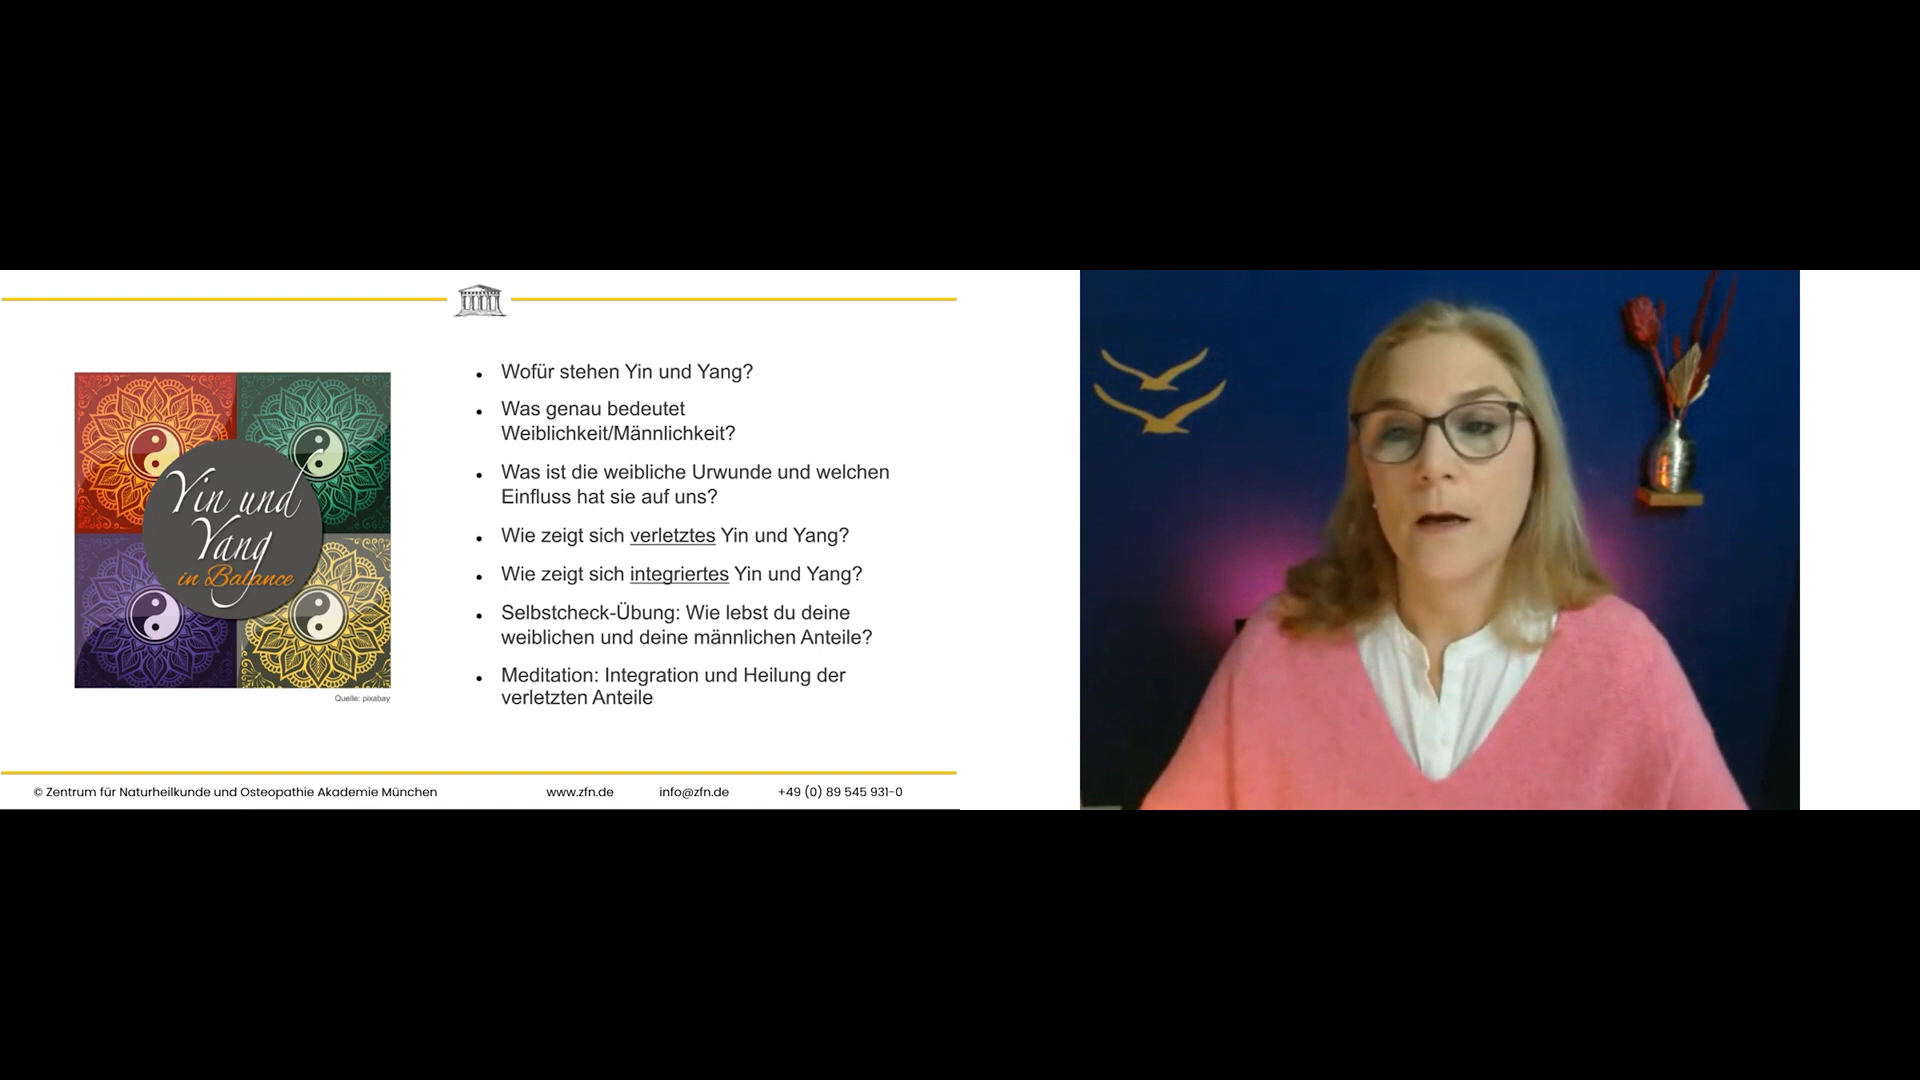 Yin und
Yang
in Balance
Quelle: pixabay
• Wofür stehen Yin und Yang?
• Was genau bedeutet
Weiblichkeit/Männlichkeit?
• Was ist die weibliche Urwunde und welchen
Einfluss hat sie auf uns?
• Wie zeigt sich verletztes Yin und Yang?
• Wie zeigt sich integriertes Yin und Yang?
• Selbstcheck-Übung: Wie lebst du deine
weiblichen und deine männlichen Anteile?
• Meditation: Integration und Heilung der
verletzten Anteile
© Zentrum für Naturheilkunde und Osteopathie Akademie München www.zfn.de info@zfn.de +49 (0) 89 545 931-0